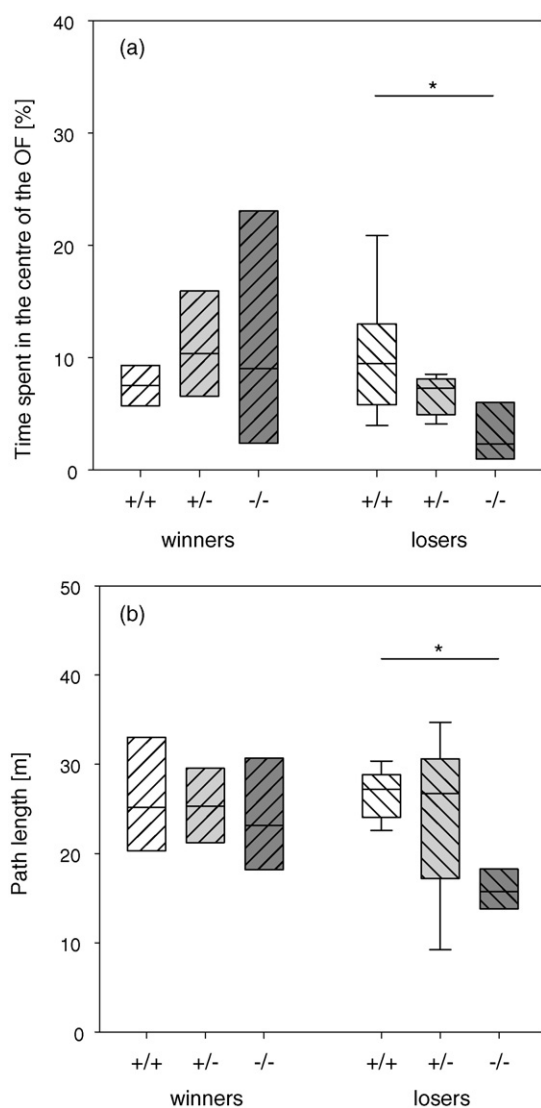 (a)
Time spent in the centre of the OF [%]
40
30
20
10
0
*
+/+ +/- -/- +/+ +/- -/-
winners losers
(b)
Path length [m]
50
40
30
20
10
0
*
+/+ +/- -/- +/+ +/- -/-
winners losers